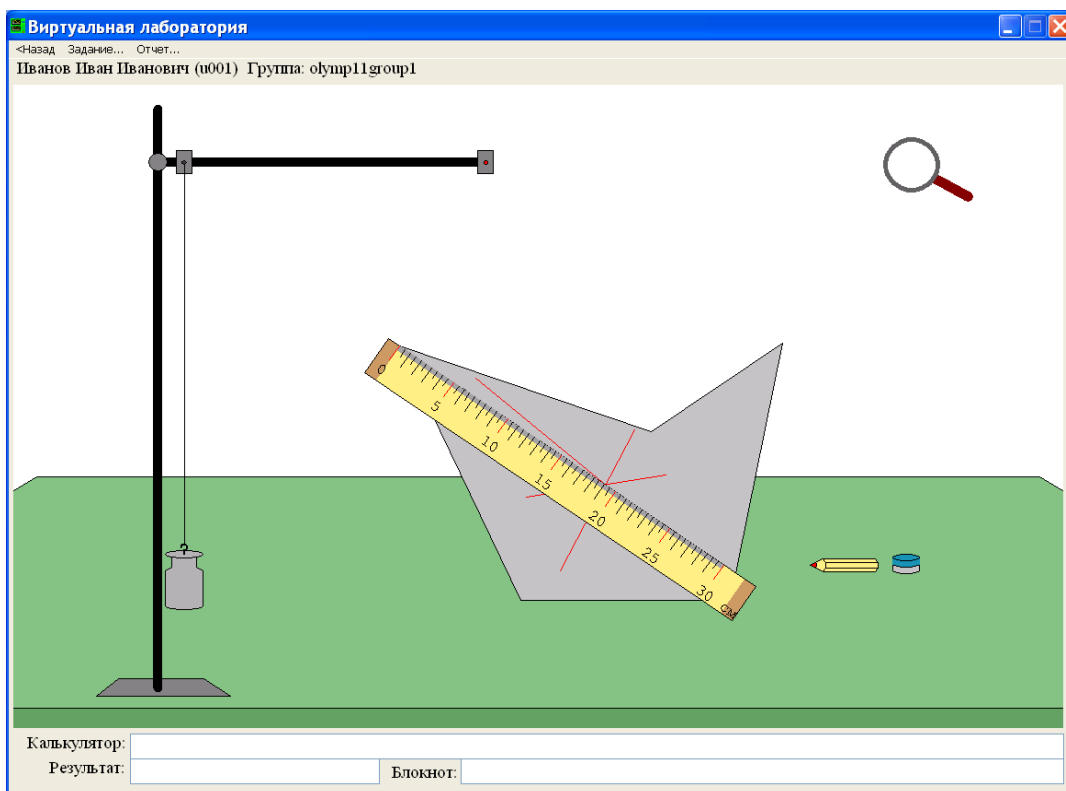 Виртуальная лаборатория
<Назад Задание... Отчет...
Иванов Иван Иванович (u001) Группа: olymp11group1
0
5
10
15
20
25
30 см
Калькулятор:
Результат:
Блокнот: